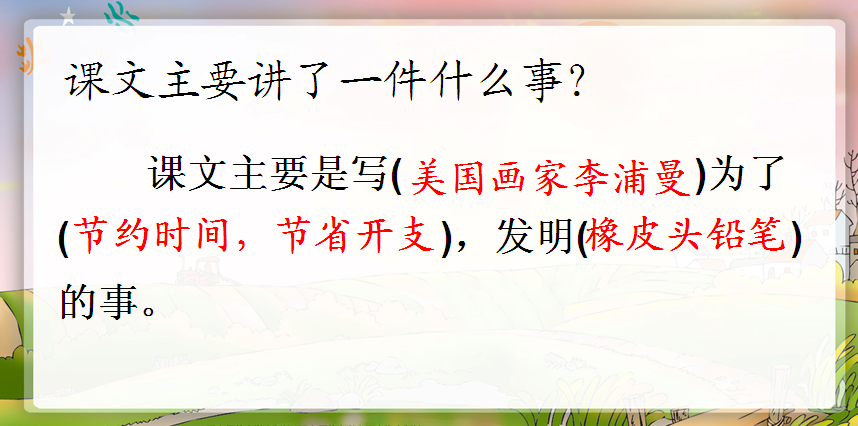 课文主要讲了一件什么事？
课文主要是写(美国画家李浦曼)为了
(节约时间，节省开支)，发明(橡皮头铅笔)
的事。